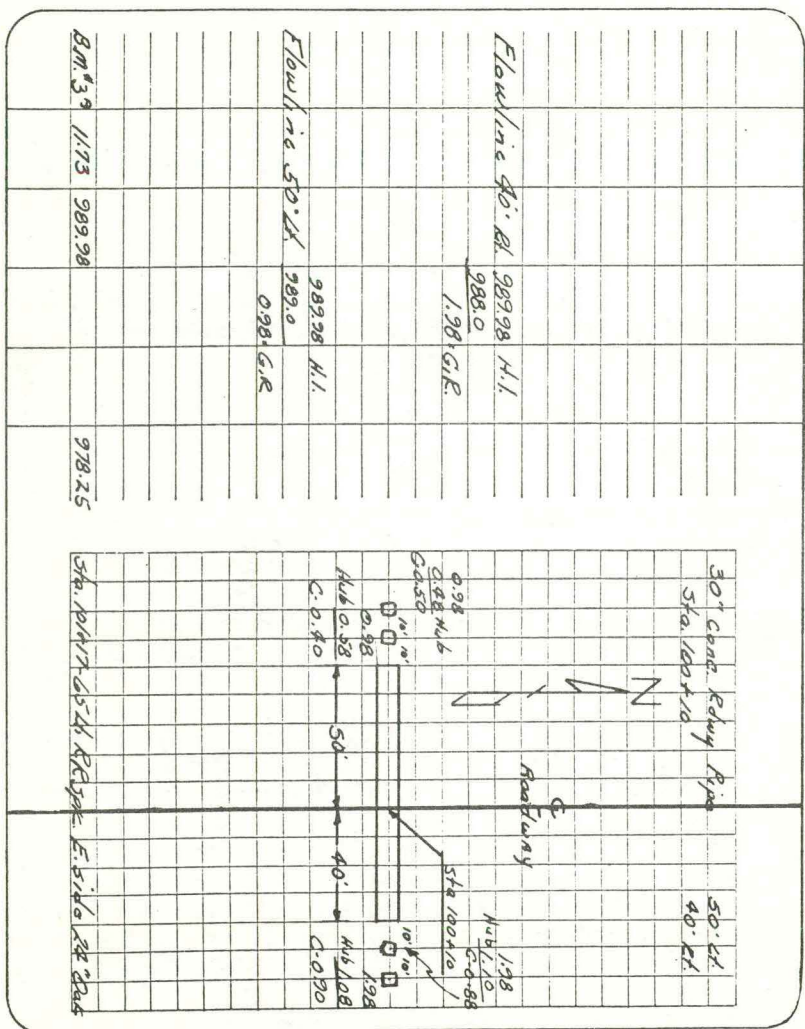 Flowline 40' Rt. 989.98 H.I.
988.0
1.98=G.R.
989.98 H.I.
Flowline 50' Lt. 989.0
0.98=G.R.
B.M.#39 11.73 989.98 978.25
30" Conc. Rdwy Pipe 50' Lt.
Sta 100+10 40' Rt.
N
℄
Roadway
1.98
Hub 1.10
C-0.88
Sta 100+10
0.98
0.48 Hub
C-0.50
10' 10'
10' 10'
0.98
Hub 0.58
C-0.40
50'
40'
1.98
Hub 1.08
C-0.90
Sta. 101+17-65' Lt. RR Spk. E. side 24" Oak